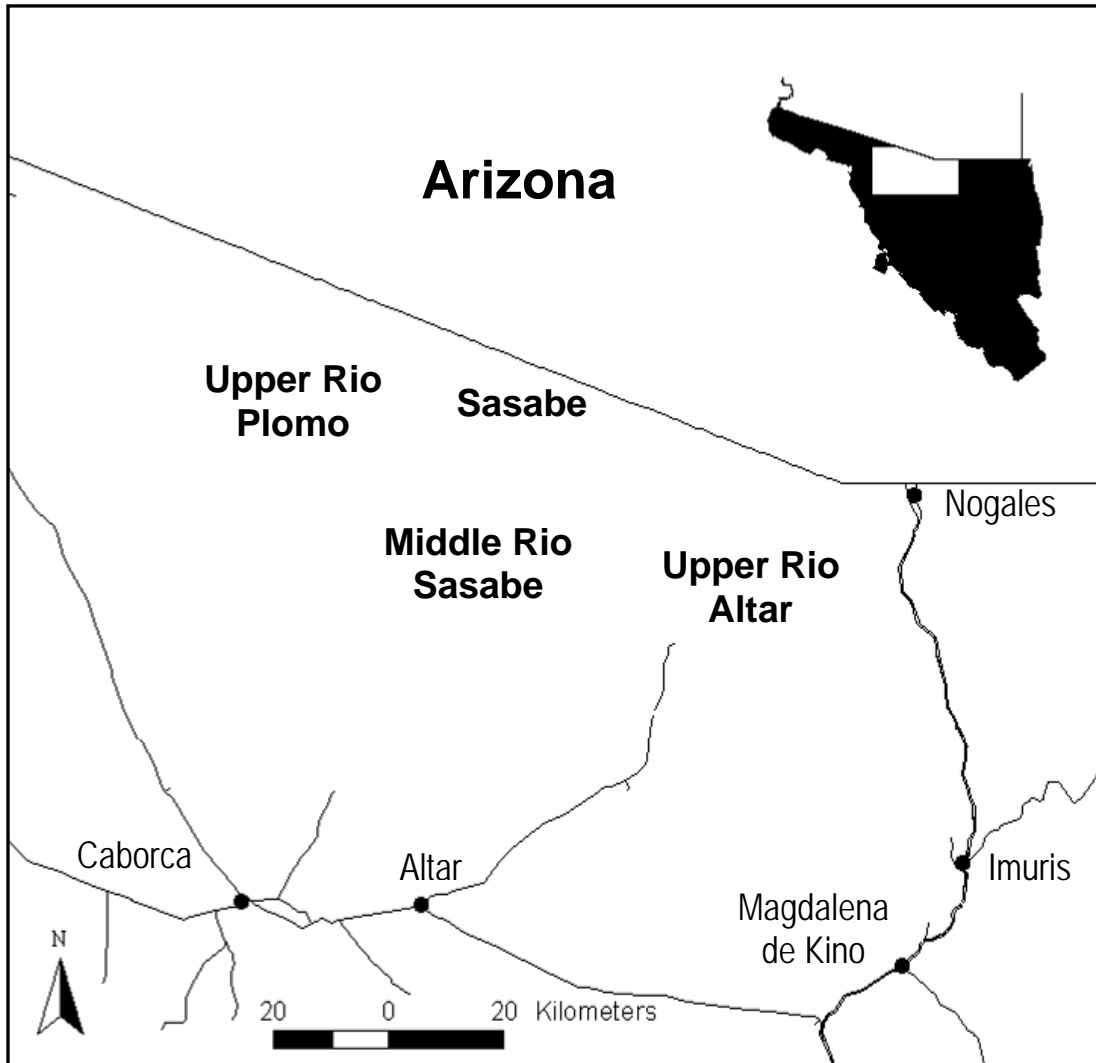 Arizona
Upper Rio
Plomo
Sasabe
Nogales
Middle Rio
Sasabe
Upper Rio
Altar
Caborca
Altar
Imuris
Magdalena
de Kino
N
20 0 20 Kilometers